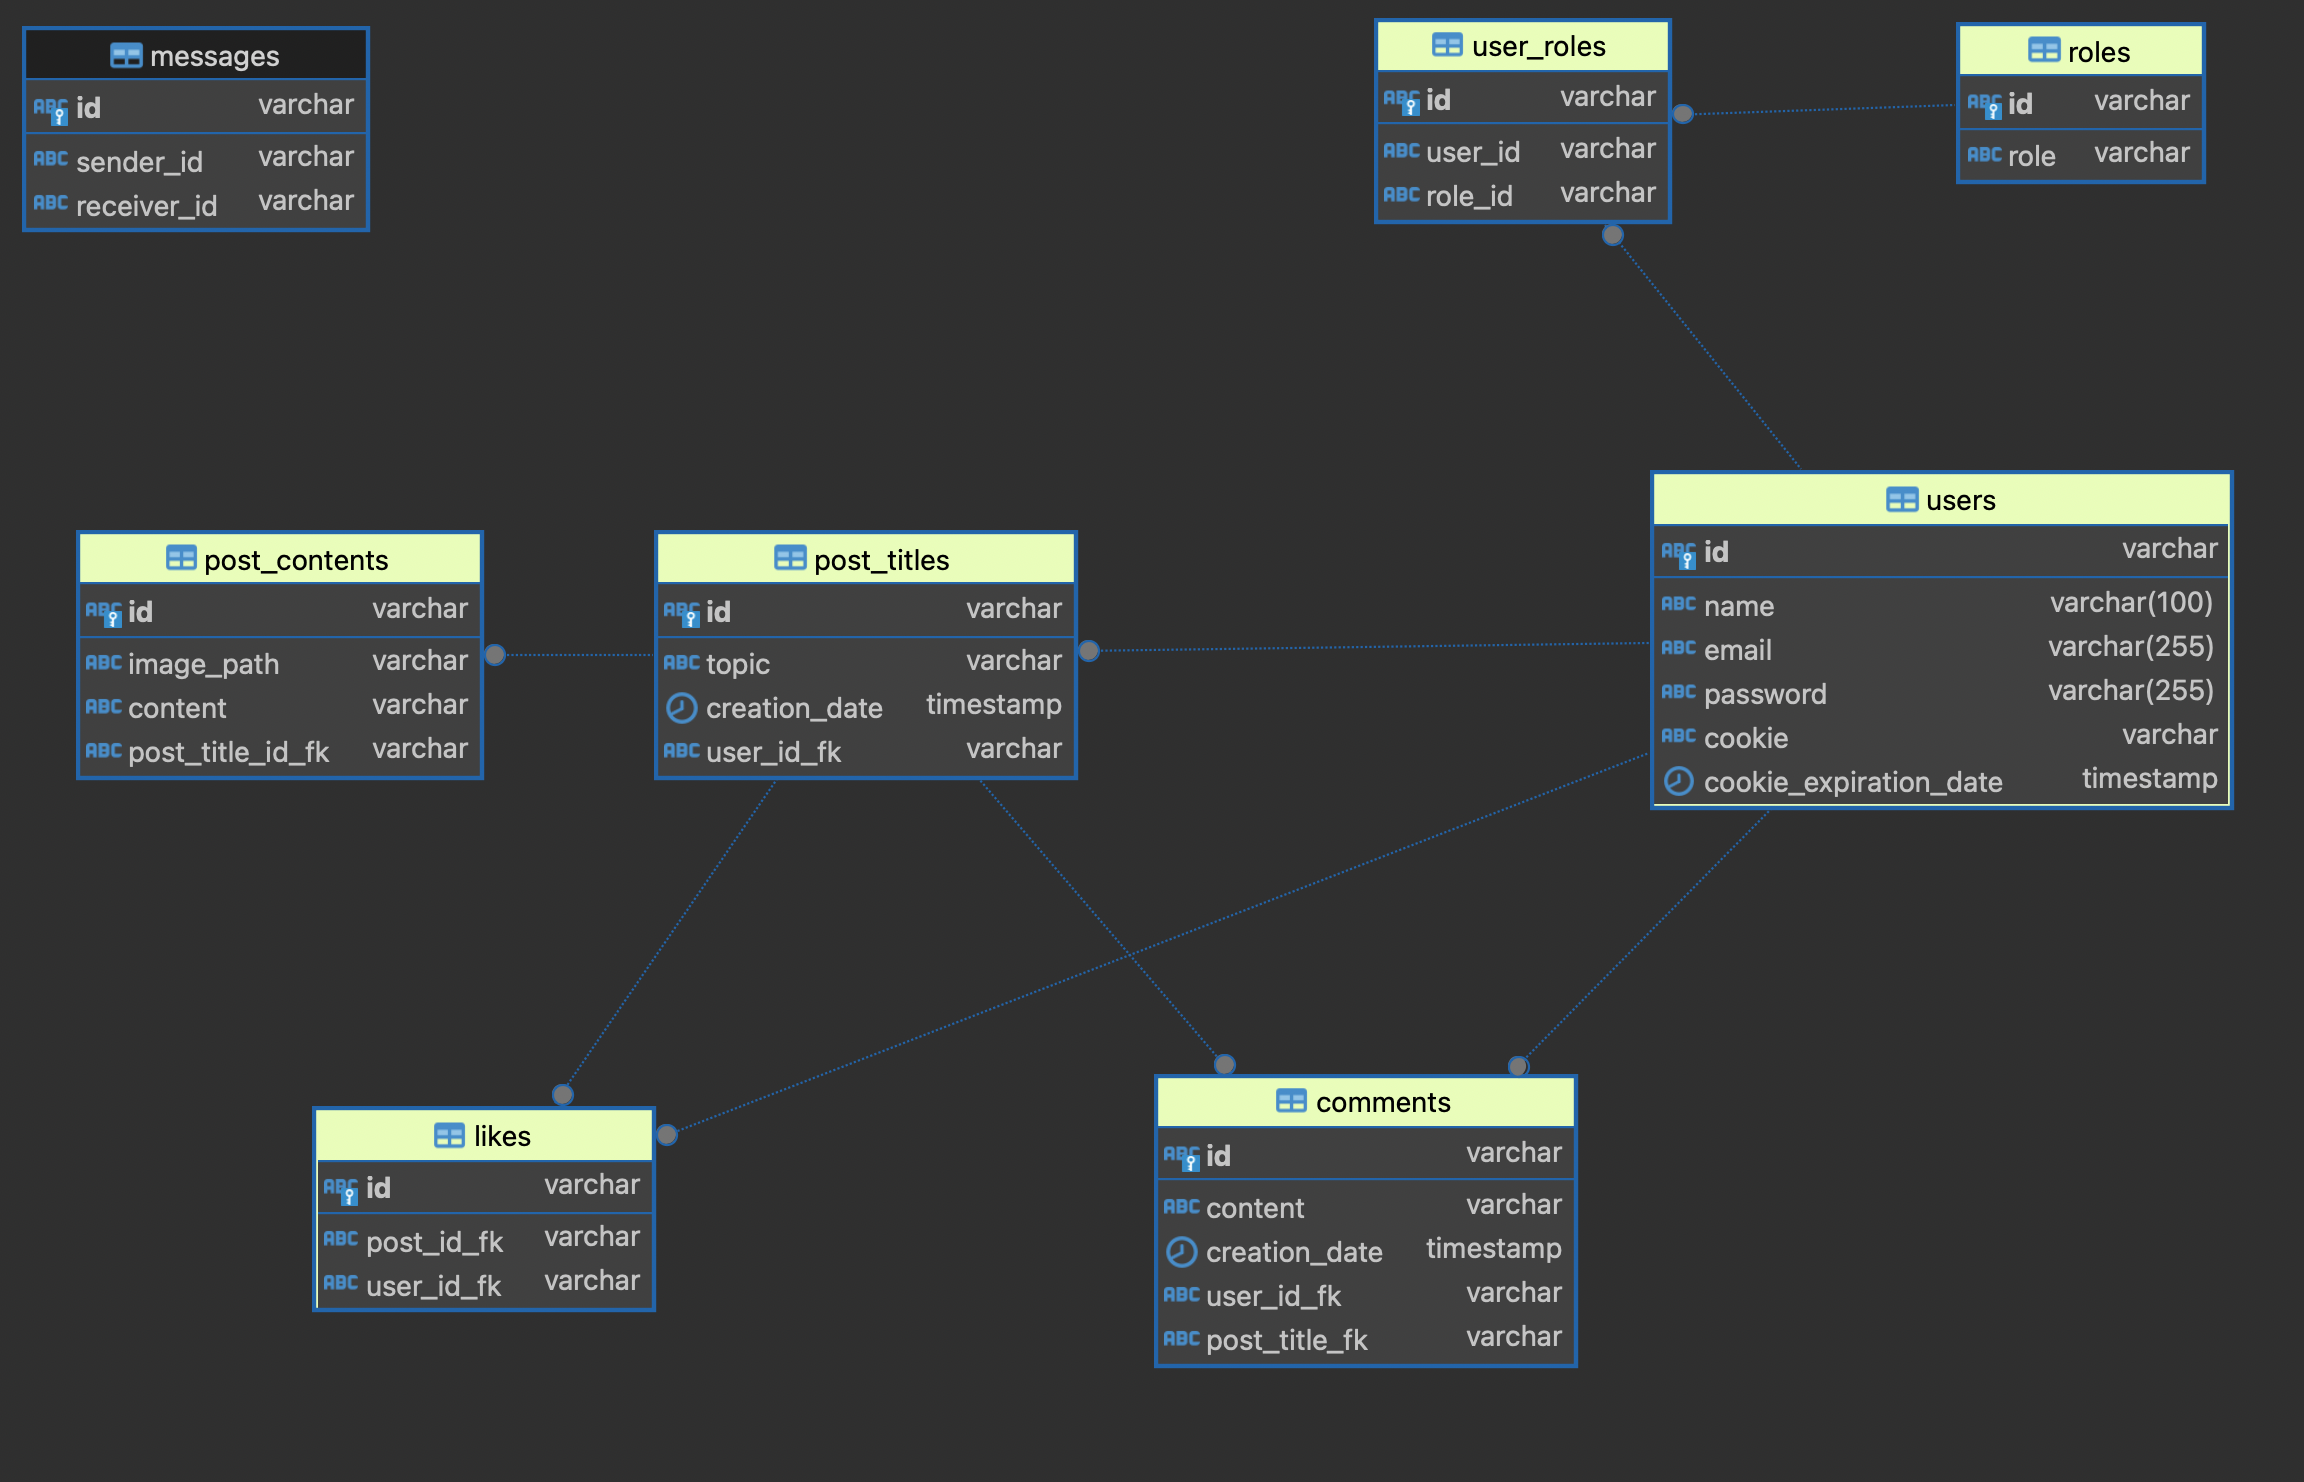 messages
ABC id varchar
ABC sender_id varchar
ABC receiver_id varchar
user_roles
ABC id varchar
ABC user_id varchar
ABC role_id varchar
roles
ABC id varchar
ABC role varchar
users
ABC id varchar
ABC name varchar(100)
ABC email varchar(255)
ABC password varchar(255)
ABC cookie varchar
cookie_expiration_date timestamp
post_contents
ABC id varchar
ABC image_path varchar
ABC content varchar
ABC post_title_id_fk varchar
post_titles
ABC id varchar
ABC topic varchar
creation_date timestamp
ABC user_id_fk varchar
likes
ABC id varchar
ABC post_id_fk varchar
ABC user_id_fk varchar
comments
ABC id varchar
ABC content varchar
creation_date timestamp
ABC user_id_fk varchar
ABC post_title_fk varchar